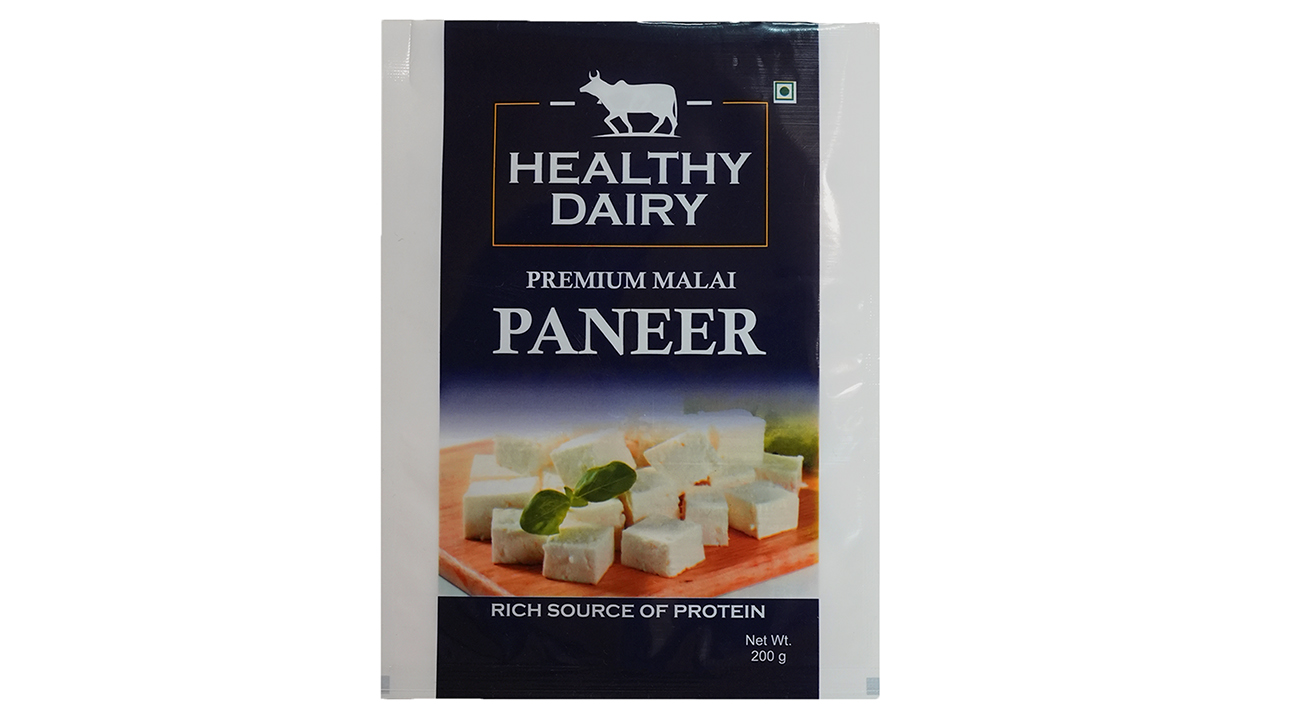 HEALTHY
DAIRY
PREMIUM MALAI
PANEER
RICH SOURCE OF PROTEIN
Net Wt.
200 g